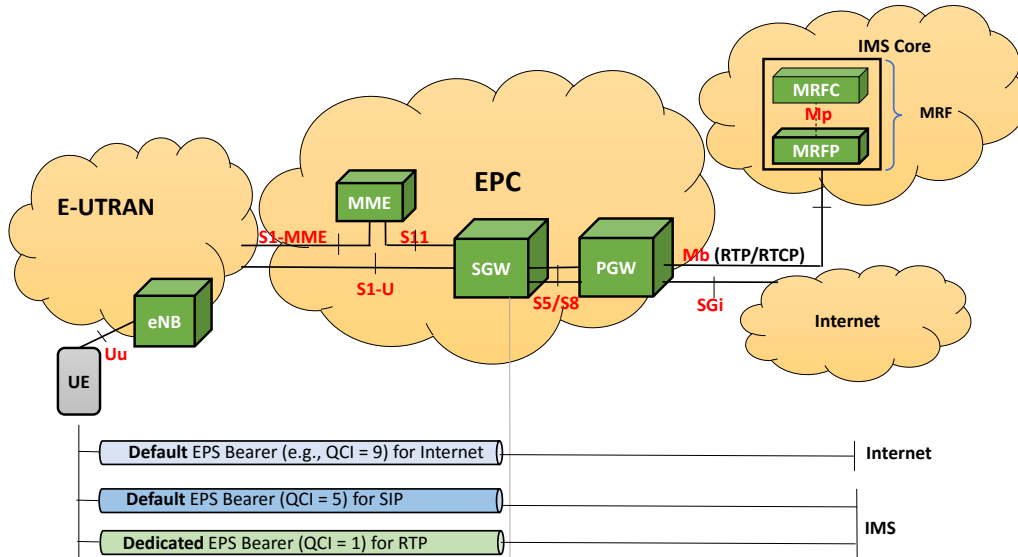 IMS Core
MRFC
Mp
MRF
MRFP
EPC
E-UTRAN
MME
S1-MME
S11
SGW
PGW
Mb (RTP/RTCP)
S1-U
S5/S8
SGi
eNB
Internet
Uu
UE
Default EPS Bearer (e.g., QCI = 9) for Internet
Internet
Default EPS Bearer (QCI = 5) for SIP
IMS
Dedicated EPS Bearer (QCI = 1) for RTP